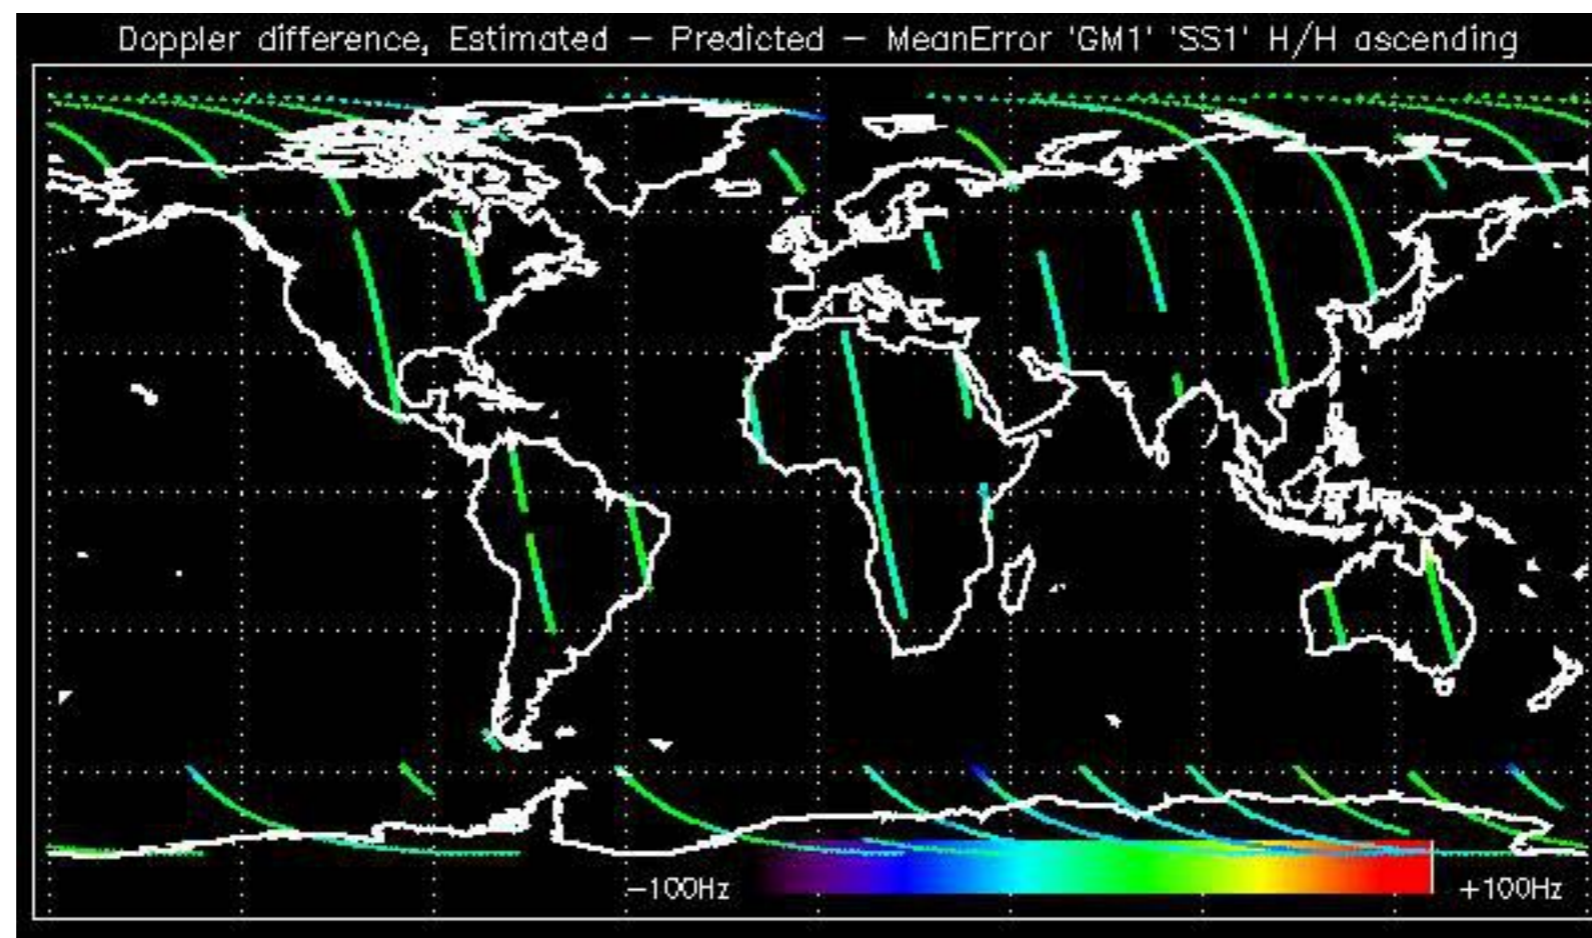 Doppler difference, Estimated − Predicted − MeanError 'GM1' 'SS1' H/H ascending
−100Hz
+100Hz